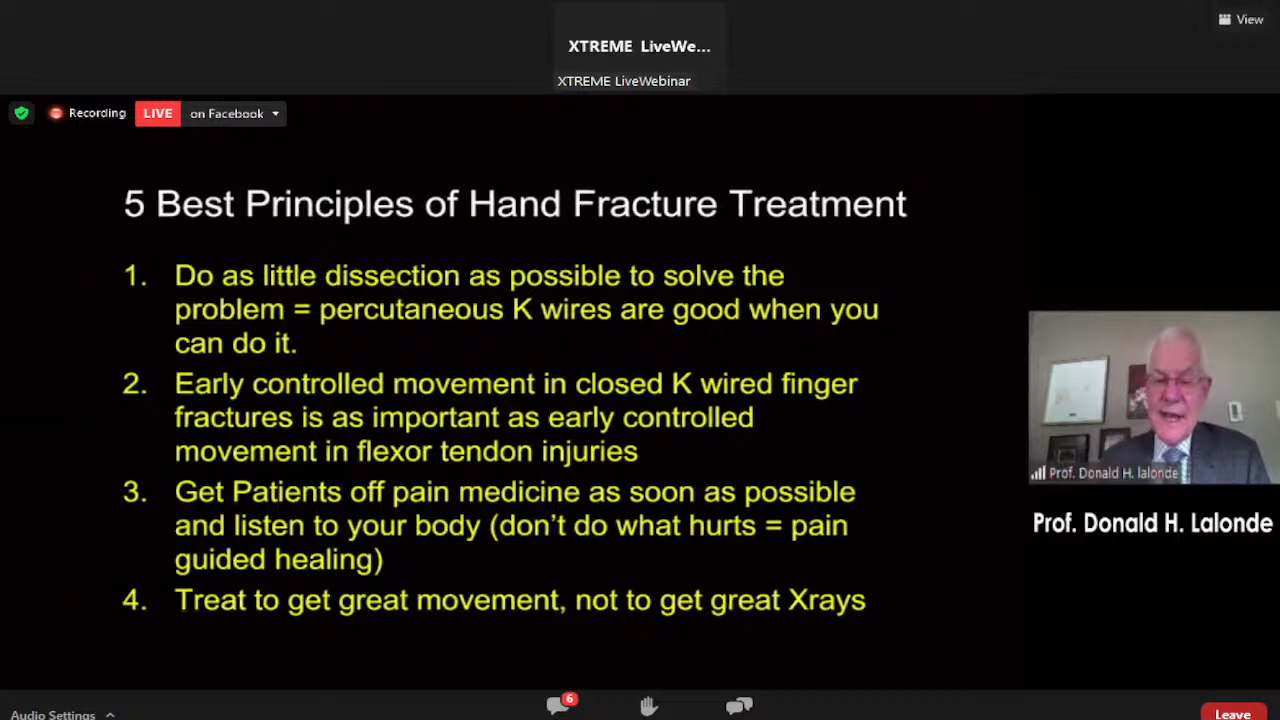 XTREME LiveWe...
View
XTREME LiveWebinar
Recording
LIVE
on Facebook
5 Best Principles of Hand Fracture Treatment
1. Do as little dissection as possible to solve the
problem = percutaneous K wires are good when you
can do it.
2. Early controlled movement in closed K wired finger
fractures is as important as early controlled
movement in flexor tendon injuries
3. Get Patients off pain medicine as soon as possible
and listen to your body (don’t do what hurts = pain
guided healing)
4. Treat to get great movement, not to get great Xrays
Prof. Donald H. lalonde
Prof. Donald H. Lalonde
6
Audio Settings
Leave